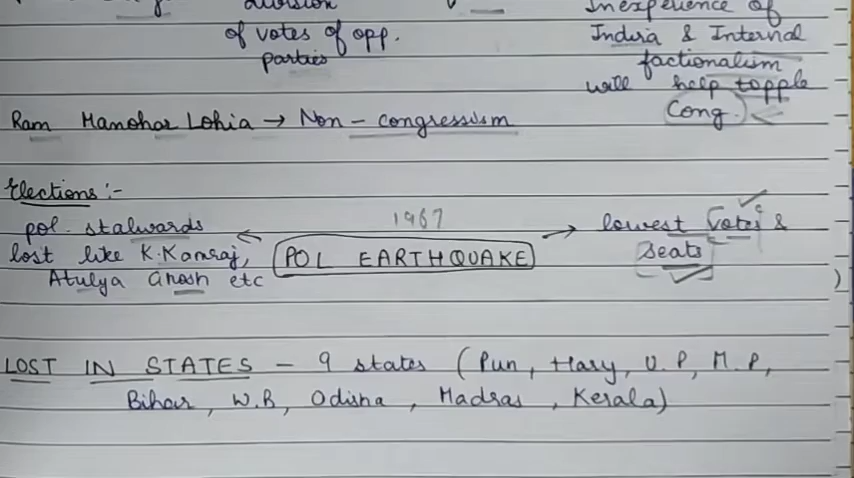 division
of votes of opp.
parties
Inexperience of
Indira & Internal
factionalism
will help topple
Cong.
Ram Manohar Lohia → Non-congressism
Elections :-
pol. stalwards
lost like K.Kamraj,
Atulya Ghosh etc
1967
POL EARTHQUAKE
lowest votes &
seats
LOST IN STATES - 9 states (Pun, Hary, U.P, M.P,
Bihar, W.B, Odisha, Madras, Kerala)